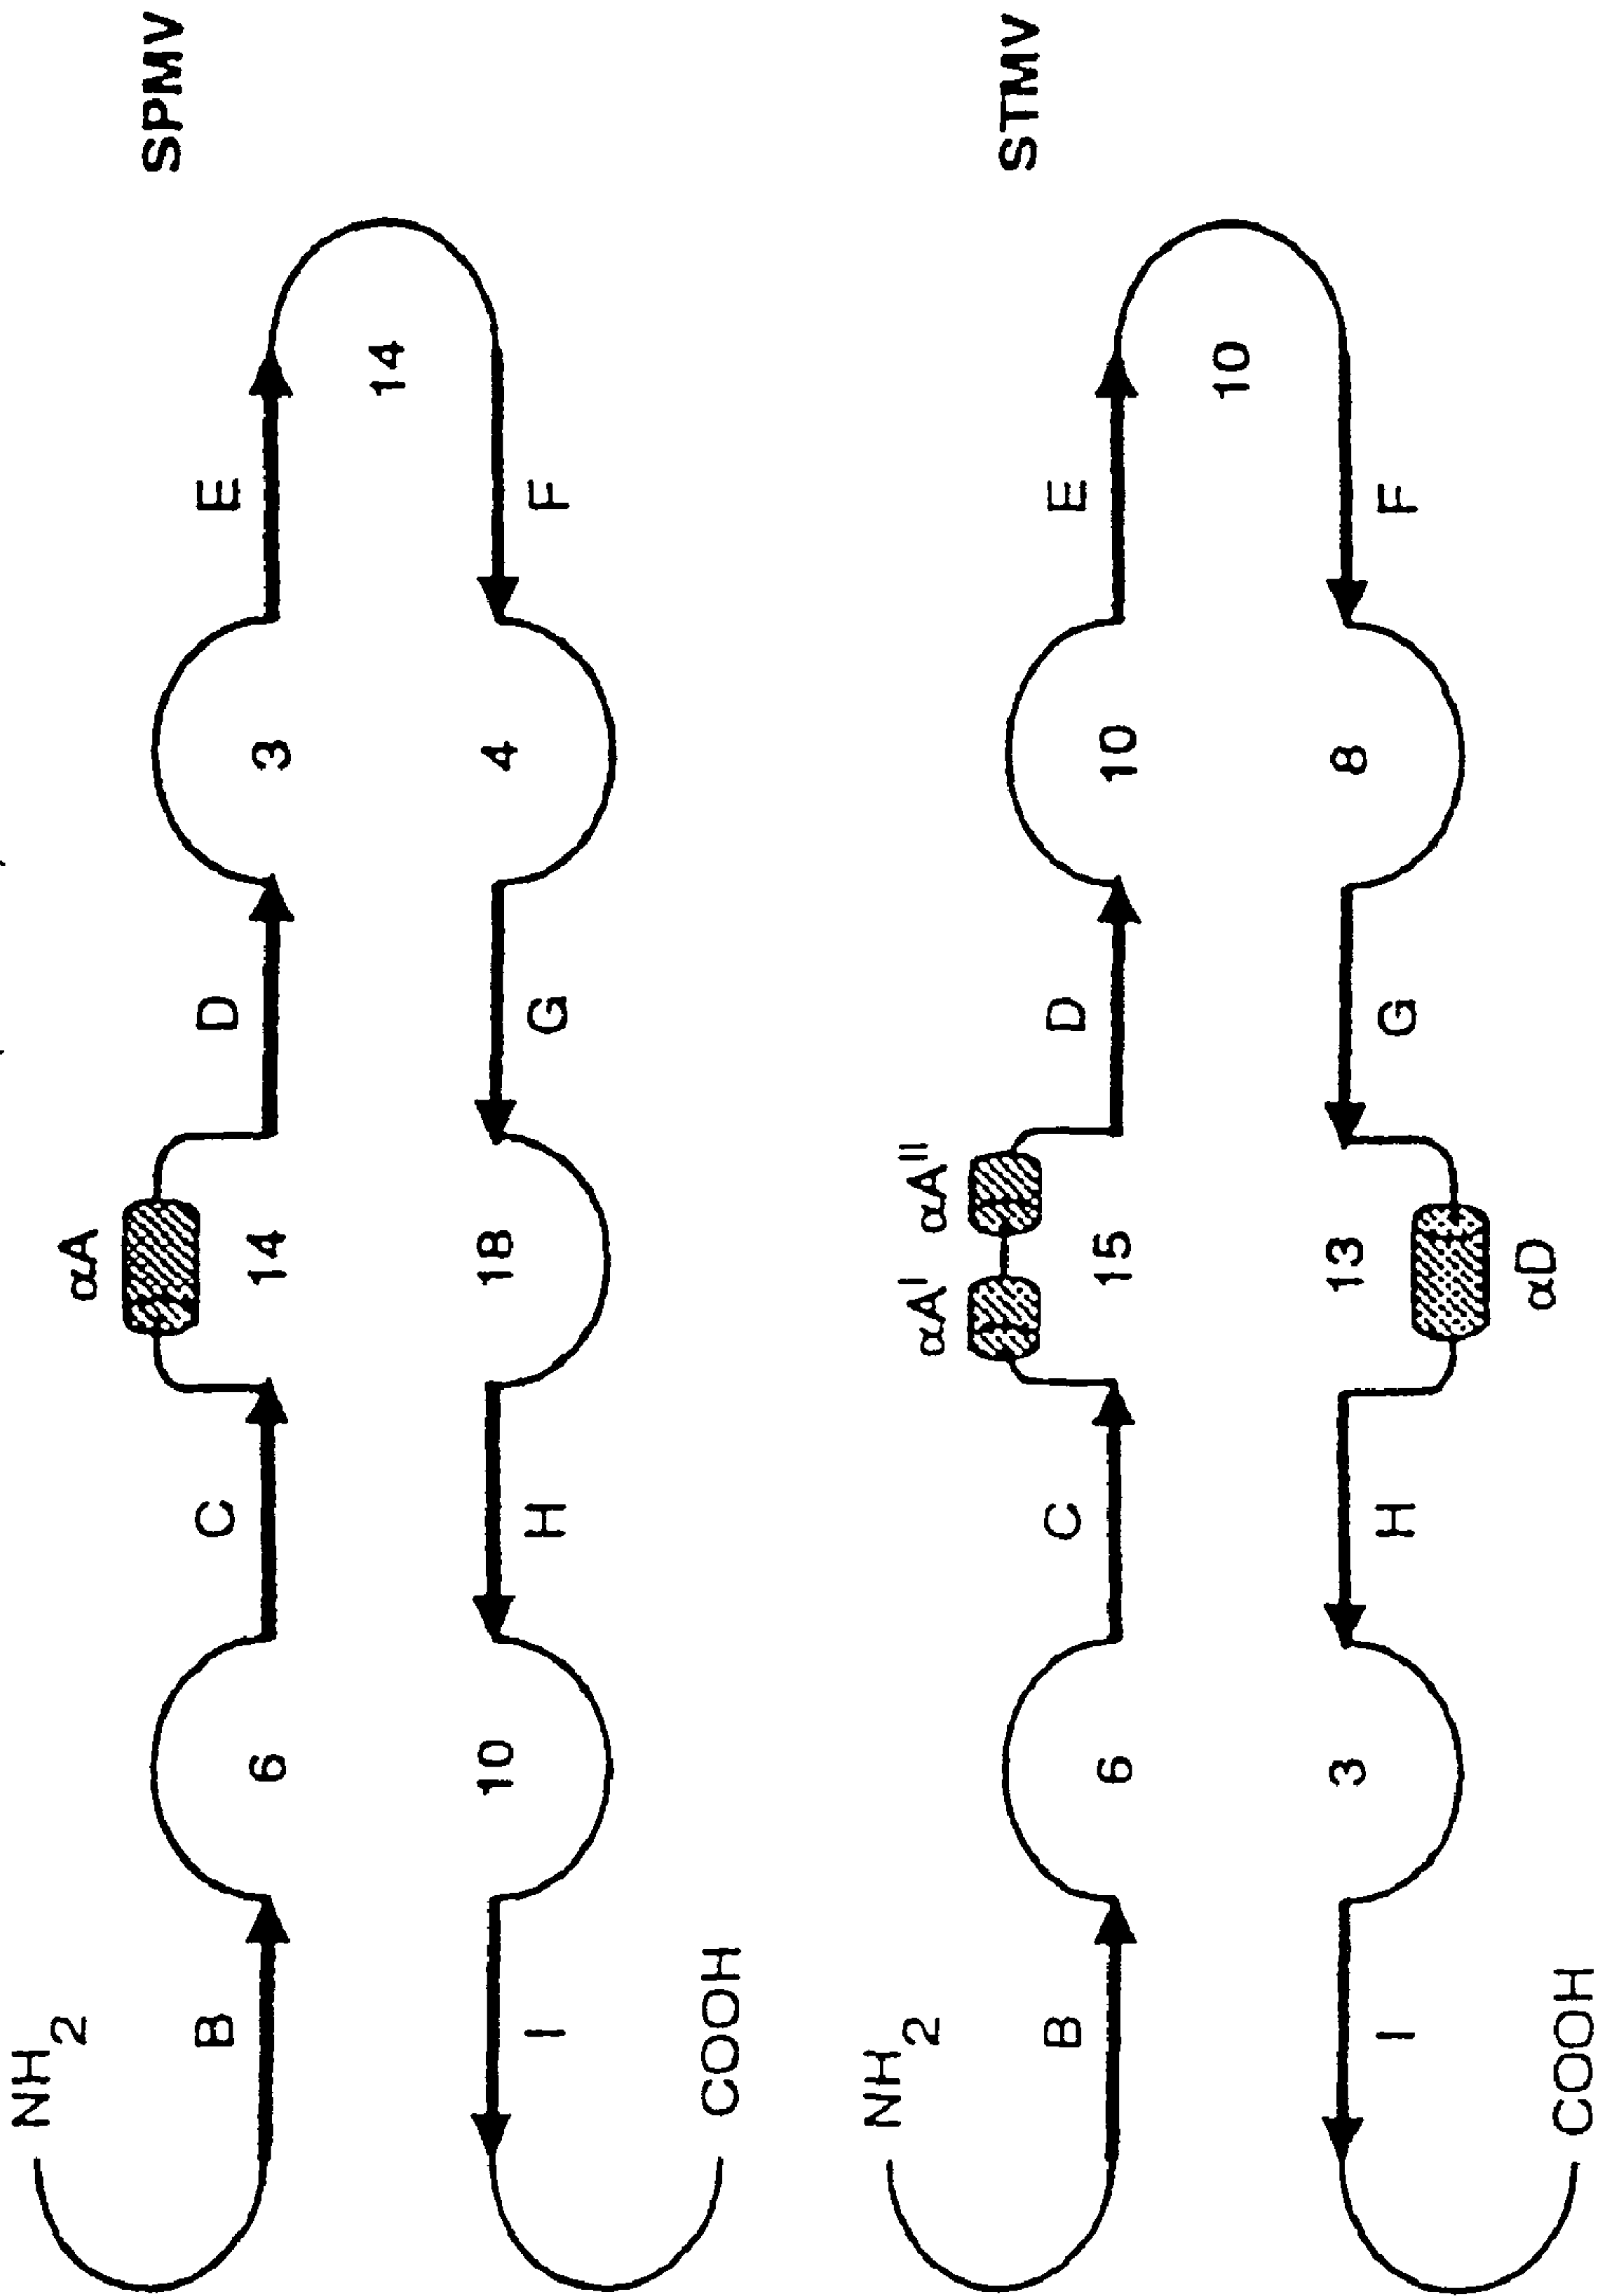 NH2
αA
SPMV
B C D E
6 14 3
14
10 18 4
I H G F
COOH
NH2
αA^I αA^II
STMV
B C D E
6 15 10
10
3 13 8
I H G F
αD
COOH